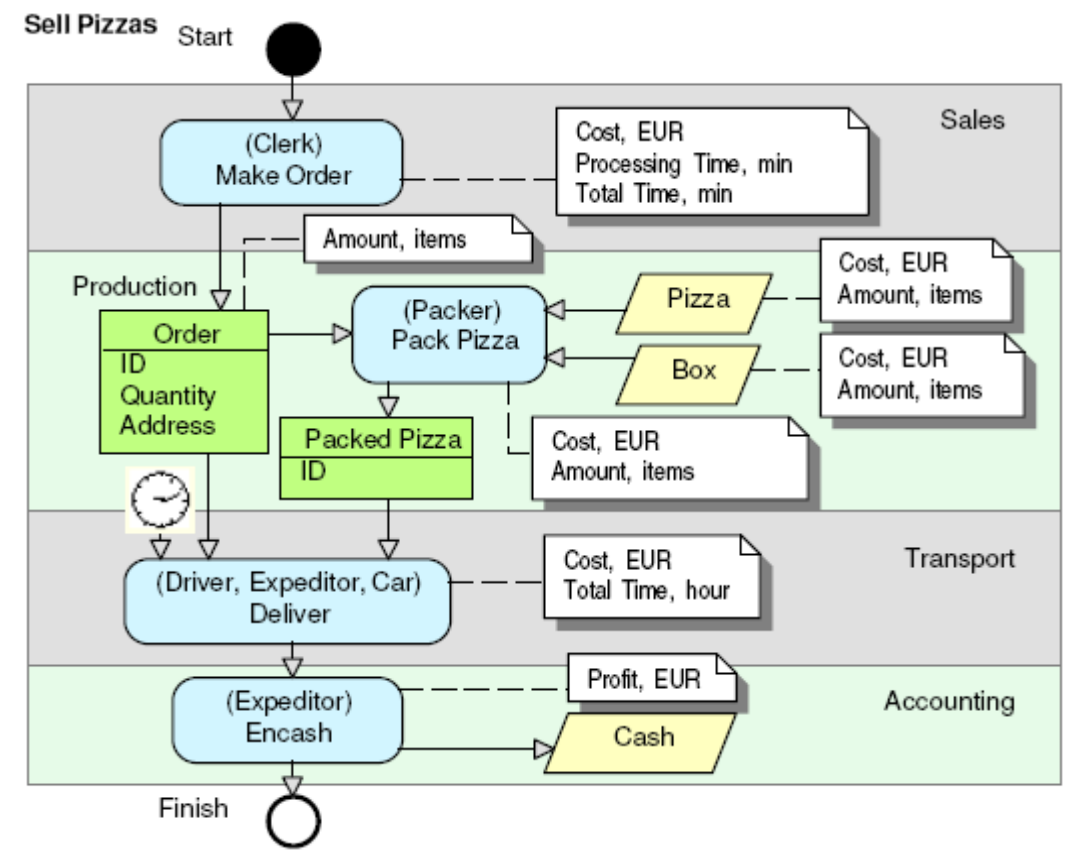 Sell Pizzas
Start
Sales
(Clerk)
Make Order
Cost, EUR
Processing Time, min
Total Time, min
Amount, items
Production
Order
ID
Quantity
Address
(Packer)
Pack Pizza
Pizza
Cost, EUR
Amount, items
Box
Cost, EUR
Amount, items
Packed Pizza
ID
Cost, EUR
Amount, items
Transport
(Driver, Expeditor, Car)
Deliver
Cost, EUR
Total Time, hour
Accounting
(Expeditor)
Encash
Profit, EUR
Cash
Finish